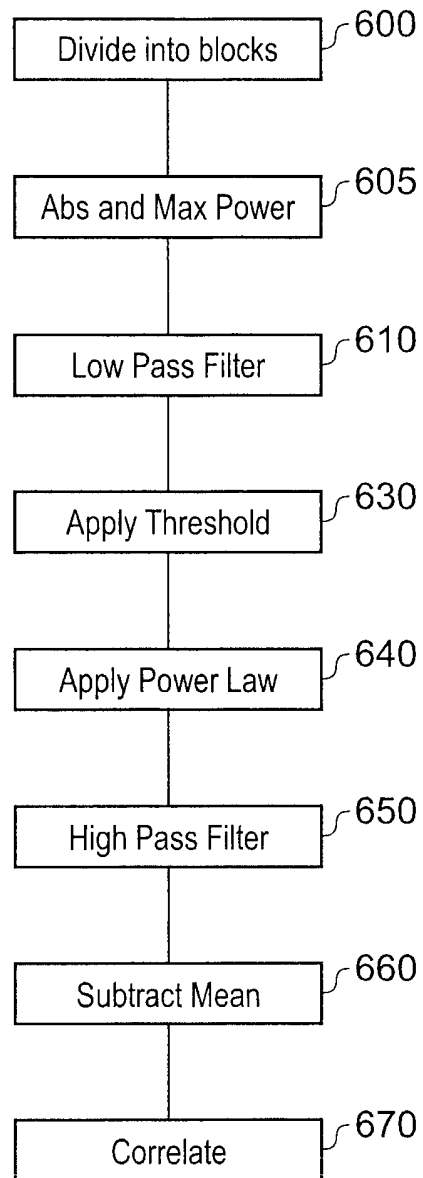 600
Divide into blocks
605
Abs and Max Power
610
Low Pass Filter
630
Apply Threshold
640
Apply Power Law
650
High Pass Filter
660
Subtract Mean
670
Correlate